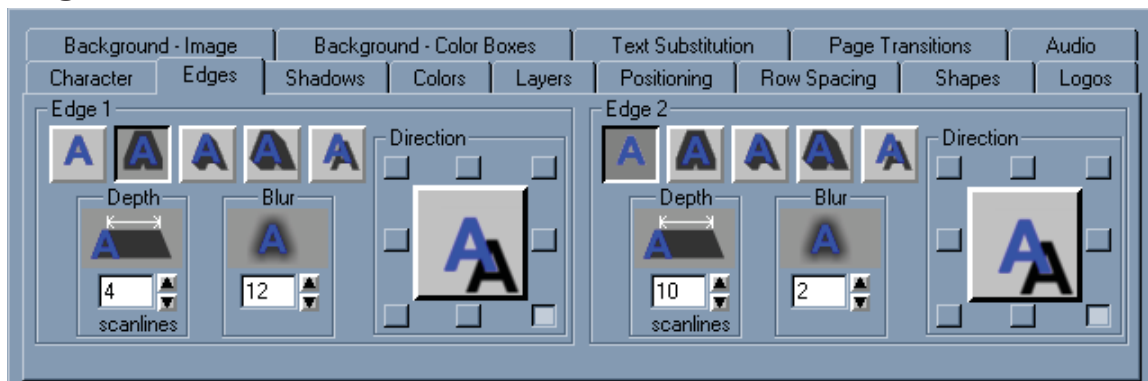 Background - Image Background - Color Boxes Text Substitution Page Transitions Audio
Character Edges Shadows Colors Layers Positioning Row Spacing Shapes Logos
Edge 1 Edge 2
A A A A A Direction A A A A A Direction
Depth Blur Depth Blur
A A A A A A A A
4 12 10 2
scanlines scanlines